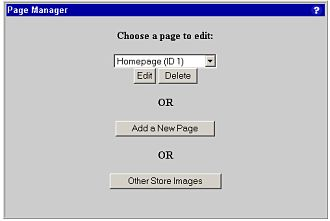 Page Manager ?
Choose a page to edit:
Homepage (ID 1)
Edit Delete
OR
Add a New Page
OR
Other Store Images